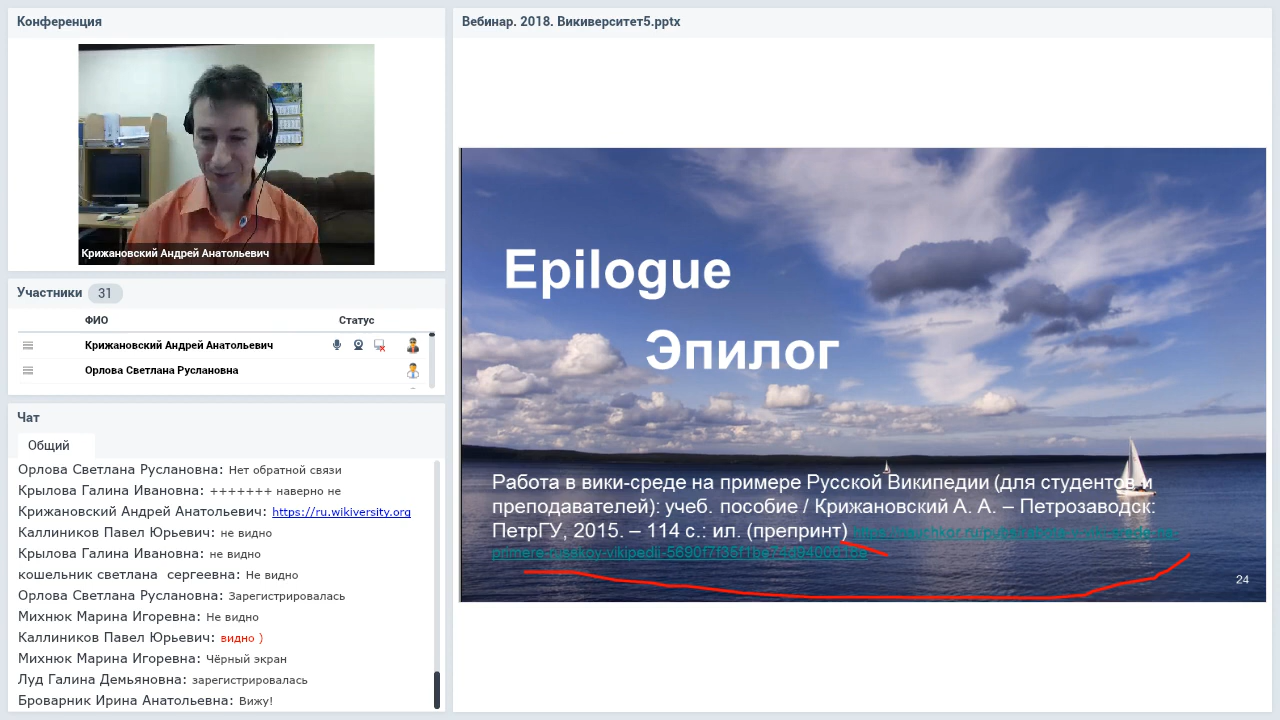 Конференция
Крижановский Андрей Анатольевич
Участники 31
ФИО Статус
Крижановский Андрей Анатольевич
Орлова Светлана Руслановна
Чат
Общий
Орлова Светлана Руслановна: Нет обратной связи
Крылова Галина Ивановна: +++++++ наверно не
Крижановский Андрей Анатольевич: https://ru.wikiversity.org
Каллиников Павел Юрьевич: не видно
Крылова Галина Ивановна: не видно
кошельник светлана сергеевна: Не видно
Орлова Светлана Руслановна: Зарегистрировалась
Михнюк Марина Игоревна: Не видно
Каллиников Павел Юрьевич: видно )
Михнюк Марина Игоревна: Чёрный экран
Луд Галина Демьяновна: зарегистрировалась
Броварник Ирина Анатольевна: Вижу!
Вебинар. 2018. Викиверситет5.pptx
Epilogue
Эпилог
Работа в вики-среде на примере Русской Википедии (для студентов и
преподавателей): учеб. пособие / Крижановский А. А. – Петрозаводск:
ПетрГУ, 2015. – 114 с.: ил. (препринт)
24